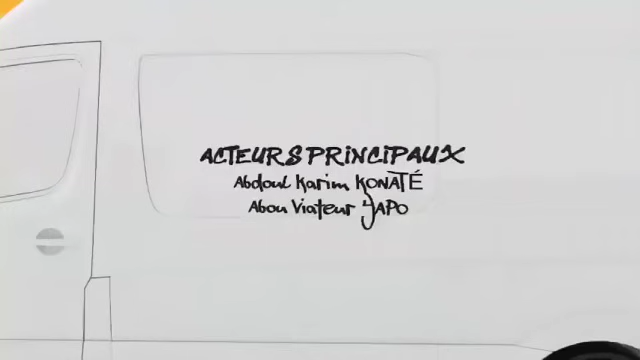 ACTEURS PRINCIPAUX
Abdoul Karim KONATÉ
Abou Viateur YAPO